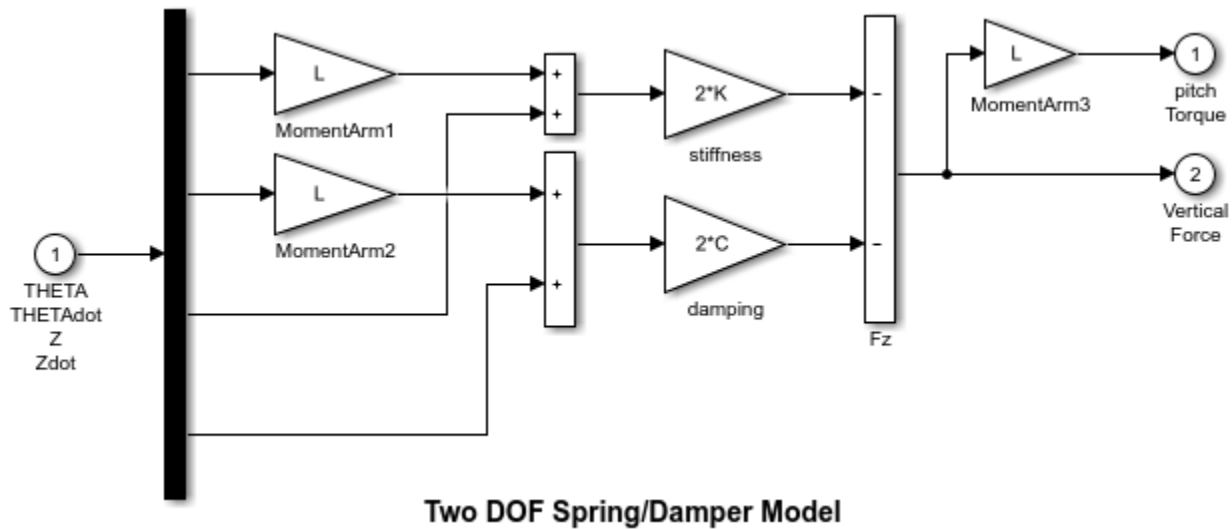 L
MomentArm1
L
MomentArm2
1
THETA
THETAdot
Z
Zdot
+
+
+
+
2*K
stiffness
2*C
damping
-
-
Fz
L
MomentArm3
1
pitch
Torque
2
Vertical
Force
Two DOF Spring/Damper Model